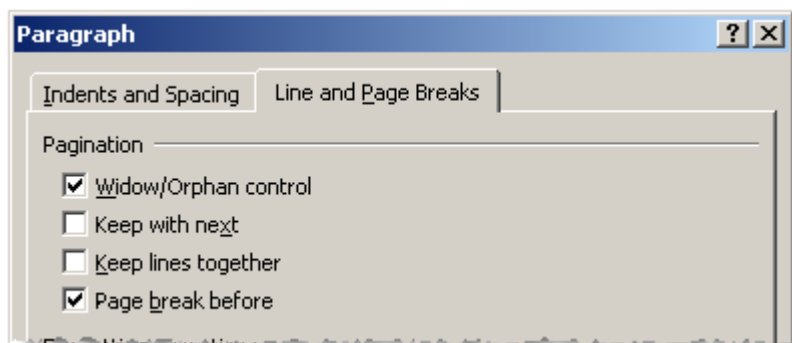 Paragraph
Indents and Spacing Line and Page Breaks
Pagination
Widow/Orphan control
Keep with next
Keep lines together
Page break before